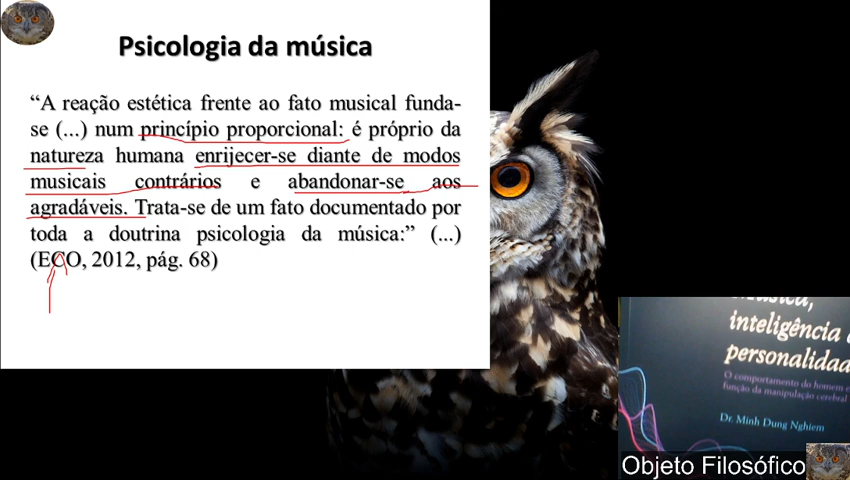 Psicologia da música
“A reação estética frente ao fato musical funda-
se (...) num princípio proporcional: é próprio da
natureza humana enrijecer-se diante de modos
musicais contrários e abandonar-se aos
agradáveis. Trata-se de um fato documentado por
toda a doutrina psicologia da música:” (...)
(ECO, 2012, pág. 68)
Música,
inteligência
personalidad
O comportamento do homem e
função da manipulação cerebral
Dr. Minh Dung Nghiem
Objeto Filosófico